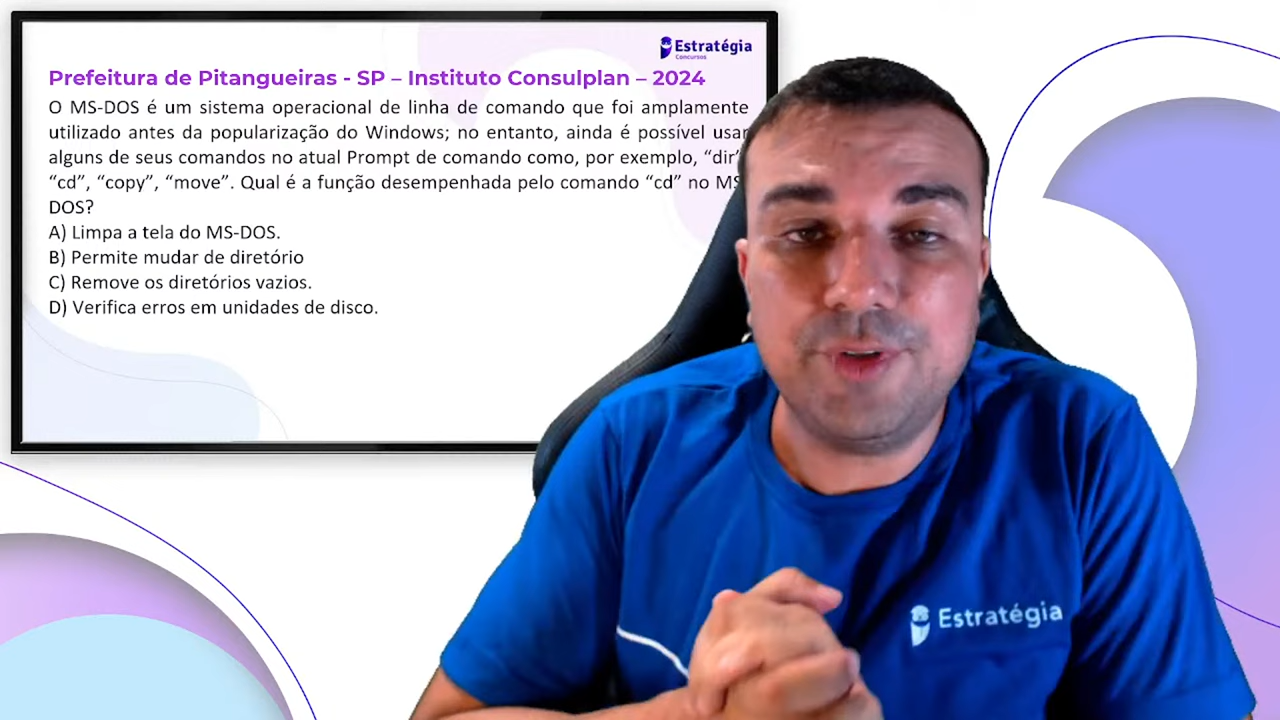 Estratégia
Concursos
Prefeitura de Pitangueiras - SP – Instituto Consulplan – 2024
O MS-DOS é um sistema operacional de linha de comando que foi amplamente
utilizado antes da popularização do Windows; no entanto, ainda é possível usar
alguns de seus comandos no atual Prompt de comando como, por exemplo, “dir”
“cd”, “copy”, “move”. Qual é a função desempenhada pelo comando “cd” no MS
DOS?
A) Limpa a tela do MS-DOS.
B) Permite mudar de diretório
C) Remove os diretórios vazios.
D) Verifica erros em unidades de disco.
Estratégia